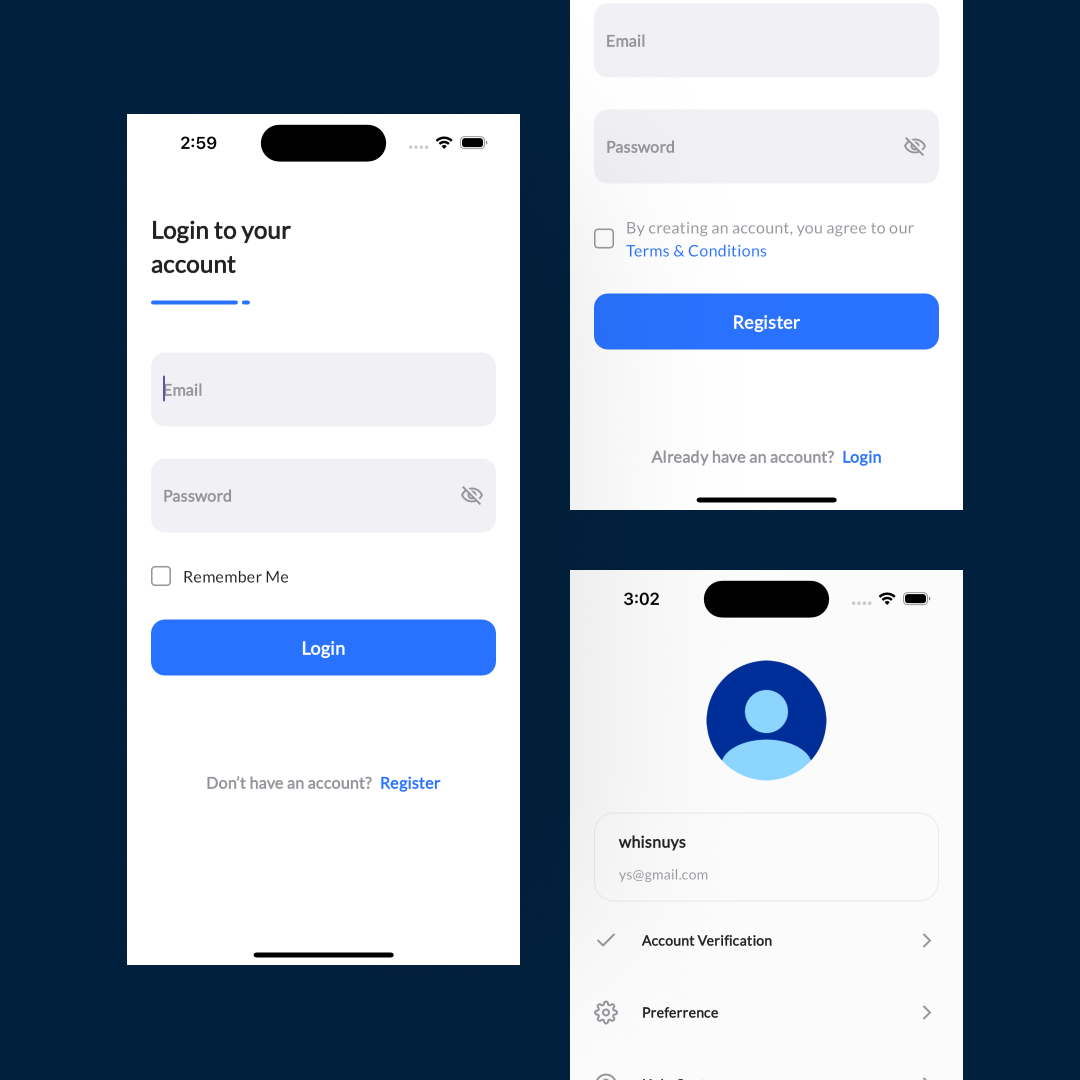 2:59
Login to your
account
Email
Password
Remember Me
Login
Don't have an account? Register
Email
Password
By creating an account, you agree to our
Terms & Conditions
Register
Already have an account? Login
3:02
whisnuys
ys@gmail.com
Account Verification
Preferrence